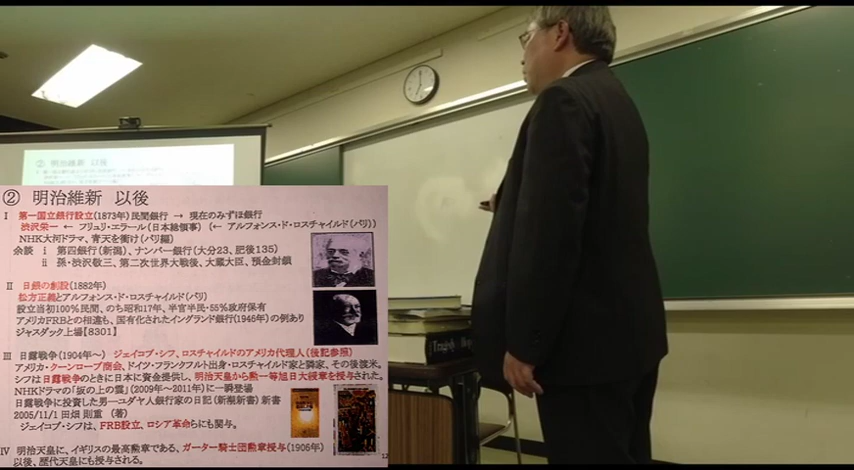 ② 明治維新 以後
② 明治維新 以後
Ⅰ 第一国立銀行設立(1873年)民間銀行 → 現在のみずほ銀行
渋沢栄一 ← フリュリ・エラール(日本総領事) (← アルフォンス・ド・ロスチャイルド(パリ))
NHK大河ドラマ、青天を衝け(パリ編)
余談 ⅰ 第四銀行(新潟)、ナンバー銀行(大分23、肥後135)
ⅱ 孫・渋沢敬三、第二次世界大戦後、大蔵大臣、預金封鎖
Ⅱ 日銀の創設(1882年)
松方正義とアルフォンス・ド・ロスチャイルド(パリ)
設立当初100%民間、のち昭和17年、半官半民・55%政府保有
アメリカFRBとの相違も、国有化されたイングランド銀行(1946年)の例あり
ジャスダック上場【8301】
Ⅲ 日露戦争(1904年～) ジェイコブ・シフ、ロスチャイルドのアメリカ代理人(後記参照)
アメリカ・クーンローブ商会、ドイツ・フランクフルト出身・ロスチャイルド家と隣家、その後渡米。
シフは日露戦争のときに日本に資金提供し、明治天皇から勲一等旭日大綬章を授与された。
NHKドラマの「坂の上の雲」(2009年～2011年)に一瞬登場
日露戦争に投資した男―ユダヤ人銀行家の日記(新潮新書) 新書
2005/11/1 田畑 則重 (著)
ジェイコブ・シフは、FRB設立、ロシア革命らにも関与。
Ⅳ 明治天皇に、イギリスの最高勲章である、ガーター騎士団勲章授与(1906年)
以後、歴代天皇にも授与される。
12